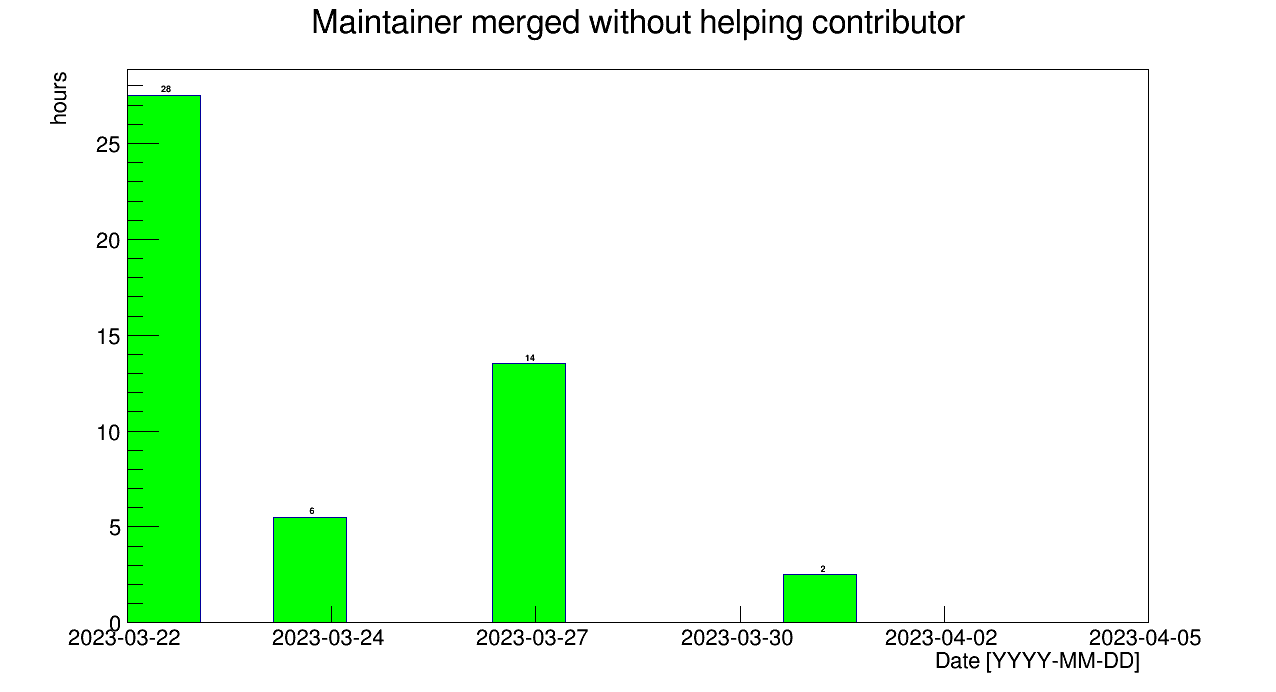 Maintainer merged without helping contributor
hours
28
25
20
15
14
10
6
5
2
0
2023-03-22 2023-03-24 2023-03-27 2023-03-30 2023-04-02 2023-04-05
Date [YYYY-MM-DD]